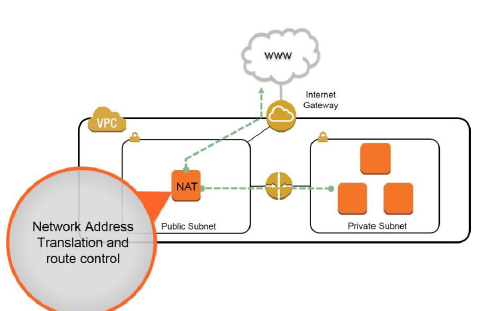 www
Internet
Gateway
VPC
NAT
Network Address
Translation and
route control
Public Subnet
Private Subnet